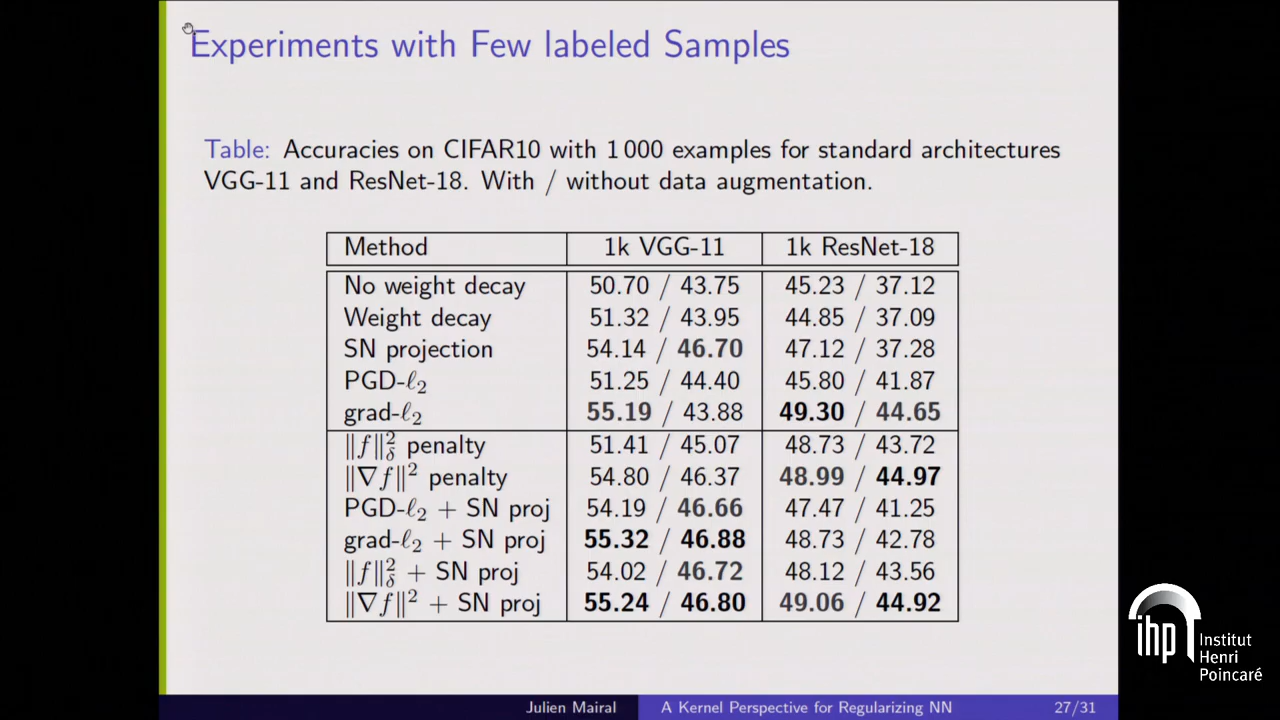 Experiments with Few labeled Samples
Table: Accuracies on CIFAR10 with 1 000 examples for standard architectures
VGG-11 and ResNet-18. With / without data augmentation.
Method 1k VGG-11 1k ResNet-18
No weight decay 50.70 / 43.75 45.23 / 37.12
Weight decay 51.32 / 43.95 44.85 / 37.09
SN projection 54.14 / 46.70 47.12 / 37.28
PGD-ℓ₂ 51.25 / 44.40 45.80 / 41.87
grad-ℓ₂ 55.19 / 43.88 49.30 / 44.65
‖f‖²_δ penalty 51.41 / 45.07 48.73 / 43.72
‖∇f‖² penalty 54.80 / 46.37 48.99 / 44.97
PGD-ℓ₂ + SN proj 54.19 / 46.66 47.47 / 41.25
grad-ℓ₂ + SN proj 55.32 / 46.88 48.73 / 42.78
‖f‖²_δ + SN proj 54.02 / 46.72 48.12 / 43.56
‖∇f‖² + SN proj 55.24 / 46.80 49.06 / 44.92
ihp Institut
Henri
Poincaré
Julien Mairal A Kernel Perspective for Regularizing NN 27/31